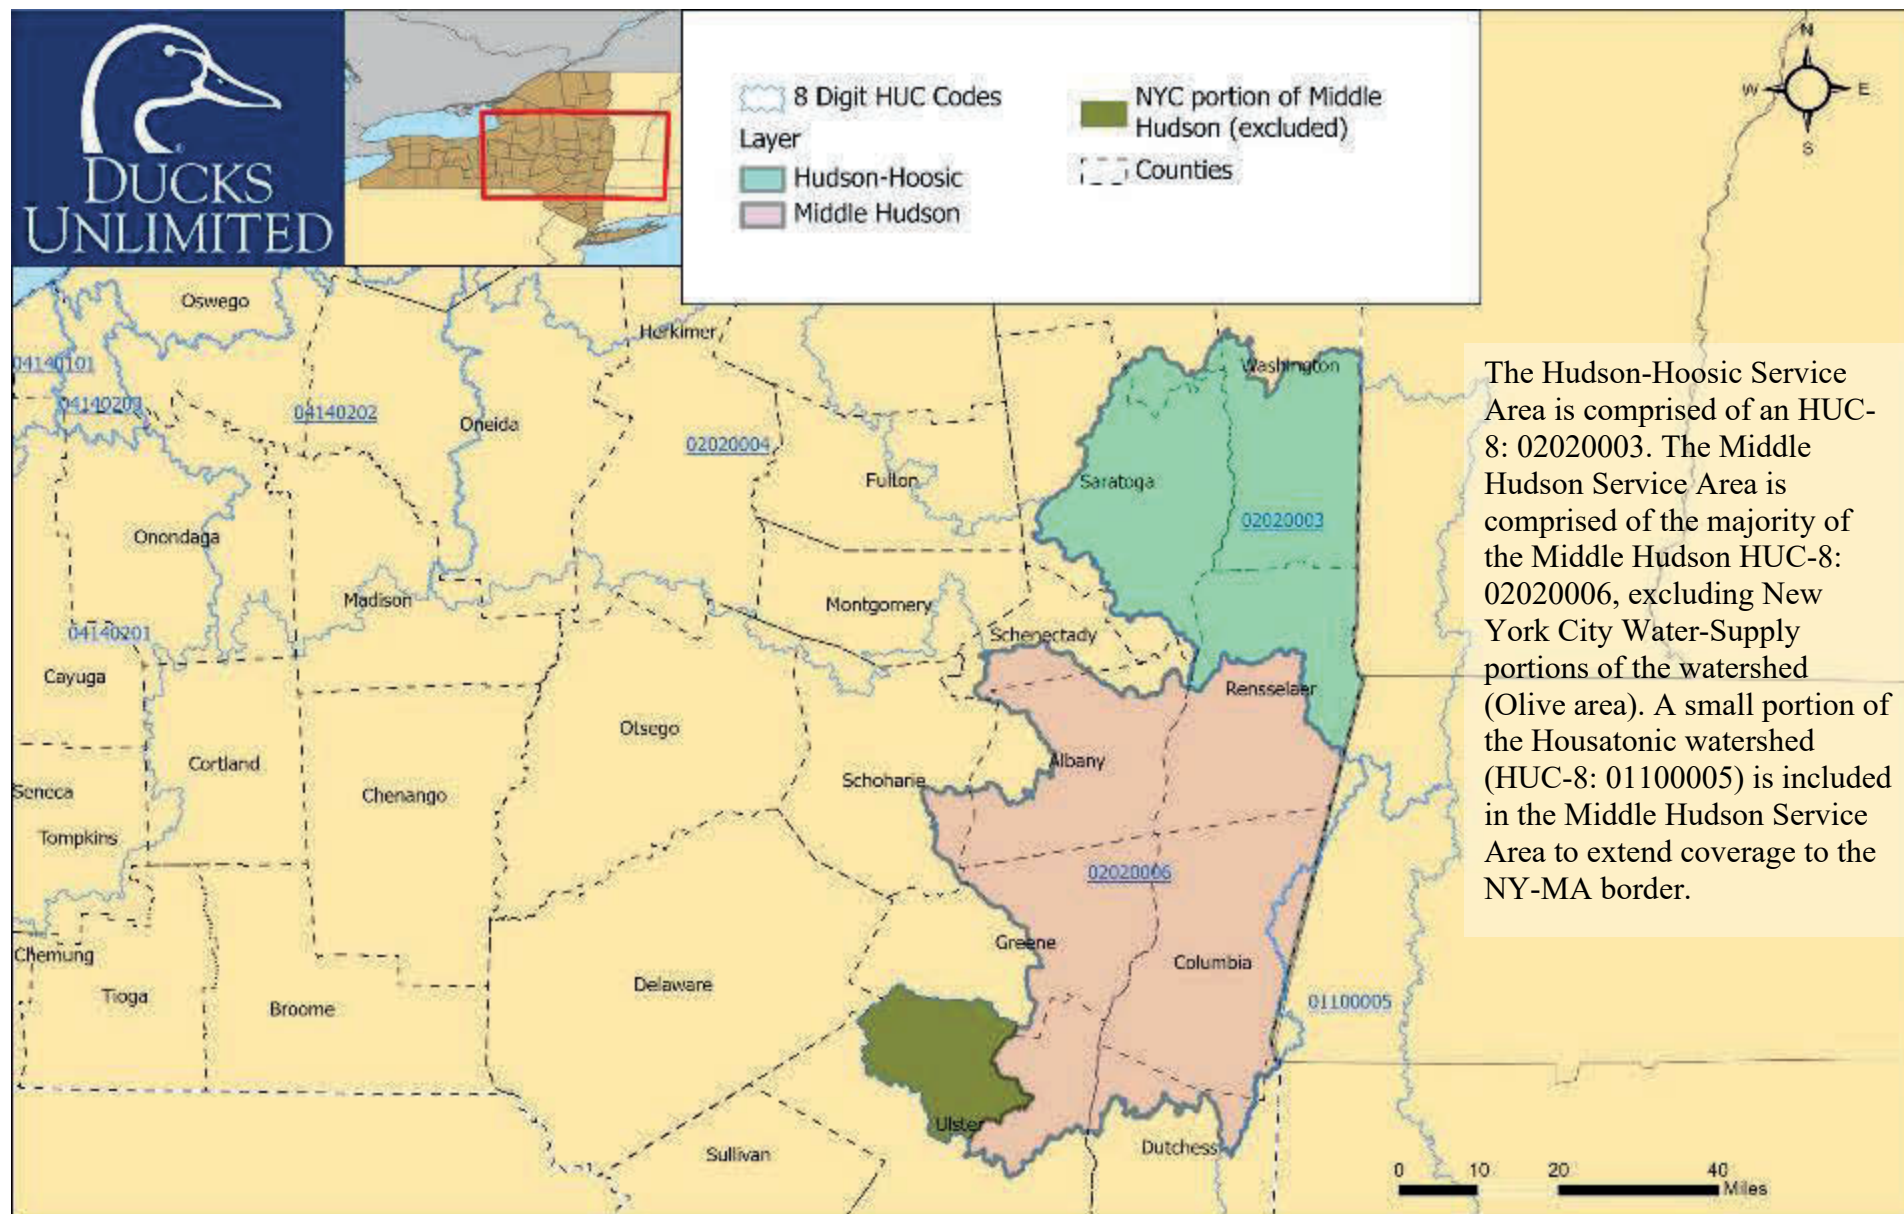 DUCKS
UNLIMITED
8 Digit HUC Codes
Layer
Hudson-Hoosic
Middle Hudson
NYC portion of Middle
Hudson (excluded)
Counties
N
W
E
S
Oswego
Herkimer
Washington
04140101
04140203
04140202
Oneida
02020004
Fulton
Saratoga
02020003
Onondaga
Madison
Montgomery
Schenectady
04140201
Cayuga
Rensselaer
Otsego
Cortland
Chenango
Schoharie
Albany
Seneca
Tompkins
02020006
Greene
Columbia
Chemung
Tioga
Broome
Delaware
01100005
Ulster
Sullivan
Dutchess
The Hudson-Hoosic Service
Area is comprised of an HUC-
8: 02020003. The Middle
Hudson Service Area is
comprised of the majority of
the Middle Hudson HUC-8:
02020006, excluding New
York City Water-Supply
portions of the watershed
(Olive area). A small portion of
the Housatonic watershed
(HUC-8: 01100005) is included
in the Middle Hudson Service
Area to extend coverage to the
NY-MA border.
0 10 20 40
Miles